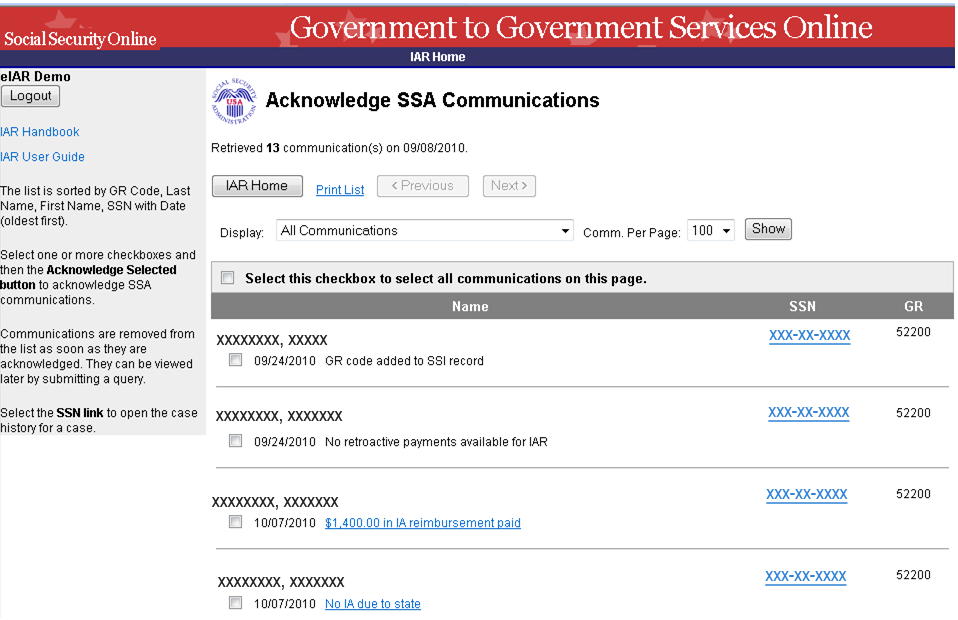 Social Security Online
Government to Government Services Online
IAR Home
eIAR Demo
Logout
IAR Handbook
IAR User Guide
The list is sorted by GR Code, Last
Name, First Name, SSN with Date
(oldest first).
Select one or more checkboxes and
then the Acknowledge Selected
button to acknowledge SSA
communications.
Communications are removed from
the list as soon as they are
acknowledged. They can be viewed
later by submitting a query.
Select the SSN link to open the case
history for a case.
SOCIAL SECURITY ADMINISTRATION
USA
Acknowledge SSA Communications
Retrieved 13 communication(s) on 09/08/2010.
IAR Home Print List < Previous Next >
Display: All Communications Comm. Per Page: 100 Show
Select this checkbox to select all communications on this page.
Name SSN GR
XXXXXXXX, XXXXX XXX-XX-XXXX 52200
09/24/2010 GR code added to SSI record
XXXXXXXX, XXXXXXX XXX-XX-XXXX 52200
09/24/2010 No retroactive payments available for IAR
XXXXXXXX, XXXXXXX XXX-XX-XXXX 52200
10/07/2010 $1,400.00 in IA reimbursement paid
XXXXXXXX, XXXXXXX XXX-XX-XXXX 52200
10/07/2010 No IA due to state